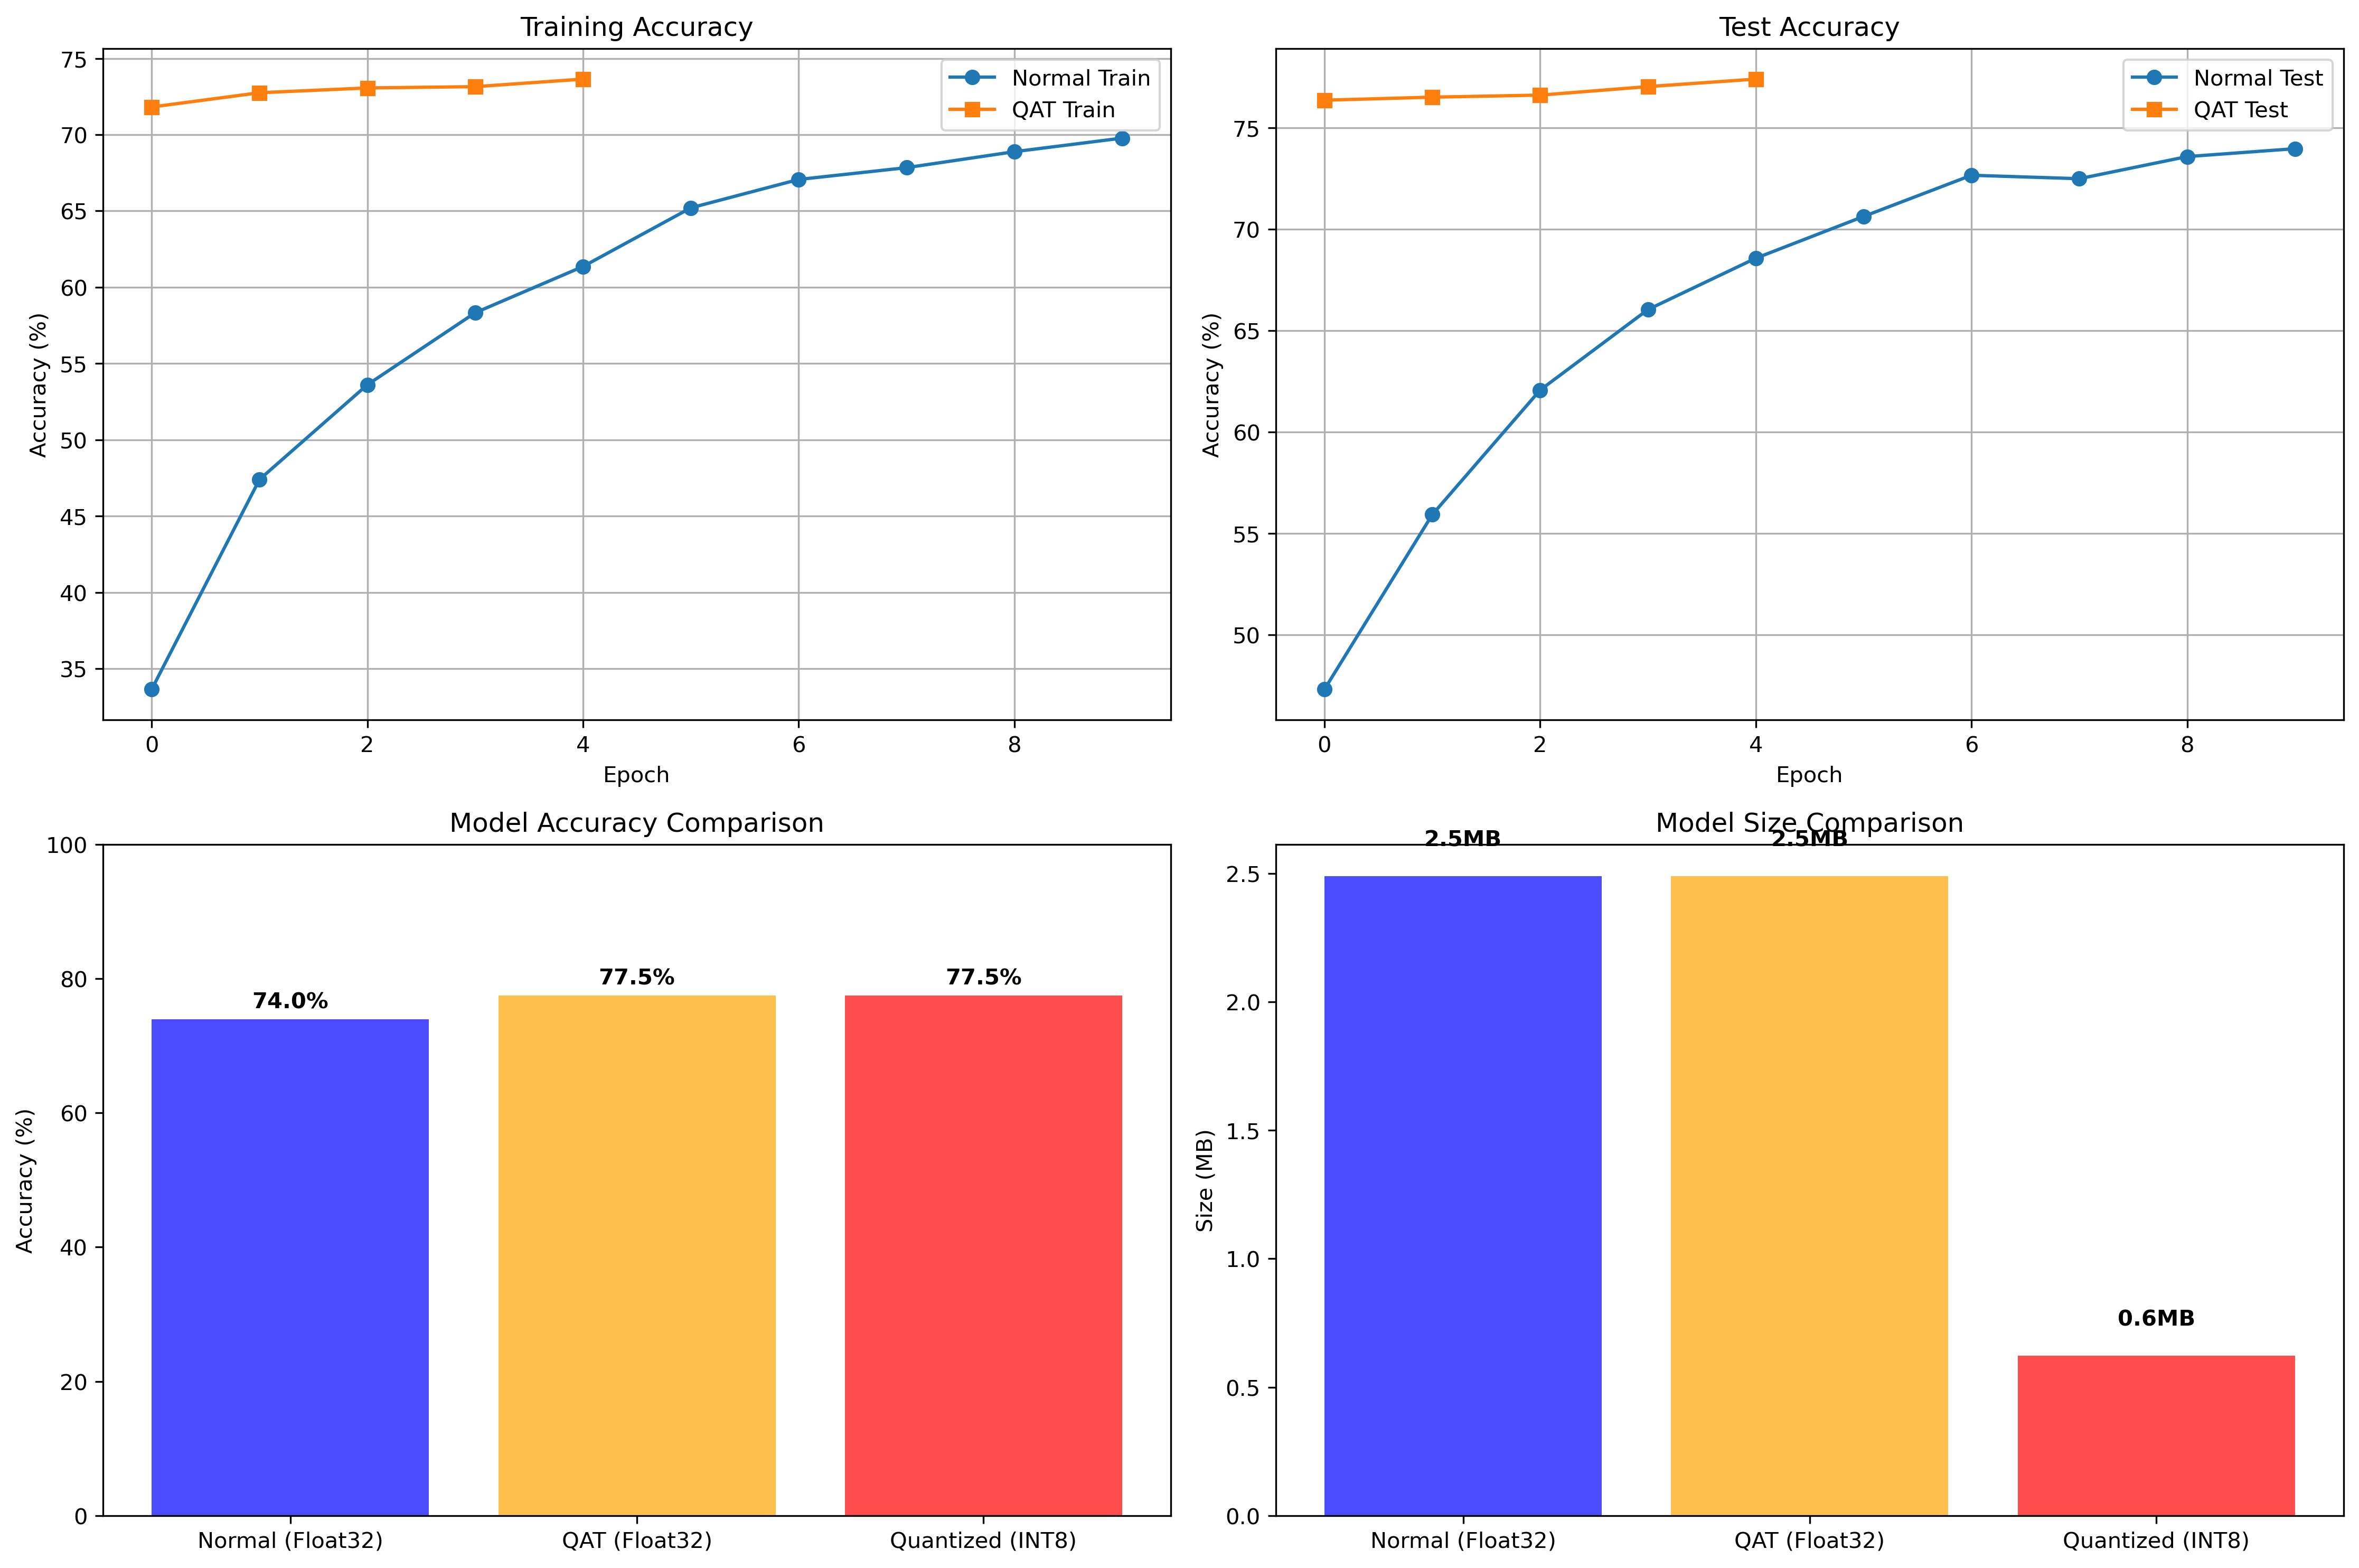 Training Accuracy
75
70
65
60
55
50
45
40
35
Accuracy (%)
Normal Train
QAT Train
0 2 4 6 8
Epoch
Test Accuracy
75
70
65
60
55
50
Accuracy (%)
Normal Test
QAT Test
0 2 4 6 8
Epoch
Model Accuracy Comparison
100
80
60
40
20
0
Accuracy (%)
74.0%
77.5%
77.5%
Normal (Float32) QAT (Float32) Quantized (INT8)
Model Size Comparison
2.5MB
2.5MB
0.6MB
2.5
2.0
1.5
1.0
0.5
0.0
Size (MB)
Normal (Float32) QAT (Float32) Quantized (INT8)